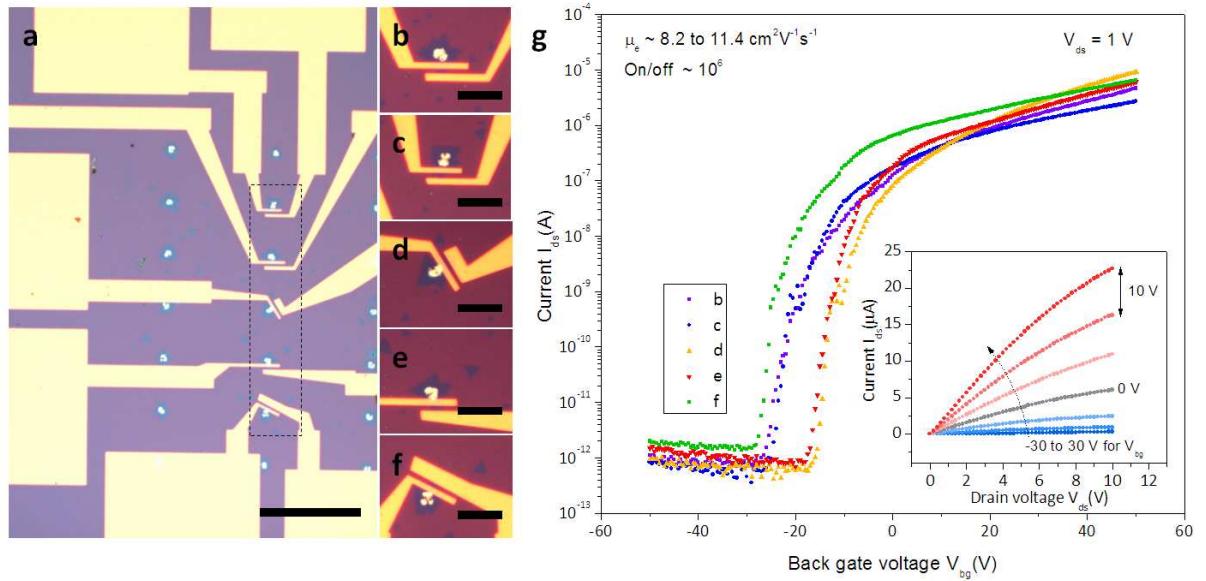 a
b
c
d
e
f
g
μe ~ 8.2 to 11.4 cm²V⁻¹s⁻¹
On/off ~ 10⁶
Vds = 1 V
10⁻⁴
10⁻⁵
10⁻⁶
10⁻⁷
10⁻⁸
10⁻⁹
10⁻¹⁰
10⁻¹¹
10⁻¹²
10⁻¹³
Current Ids(A)
-60
-40
-20
0
20
40
60
Back gate voltage Vbg(V)
b
c
d
e
f
25
20
15
10
5
0
Current Ids(μA)
10 V
0 V
-30 to 30 V for Vbg
0
2
4
6
8
10
12
Drain voltage Vds(V)